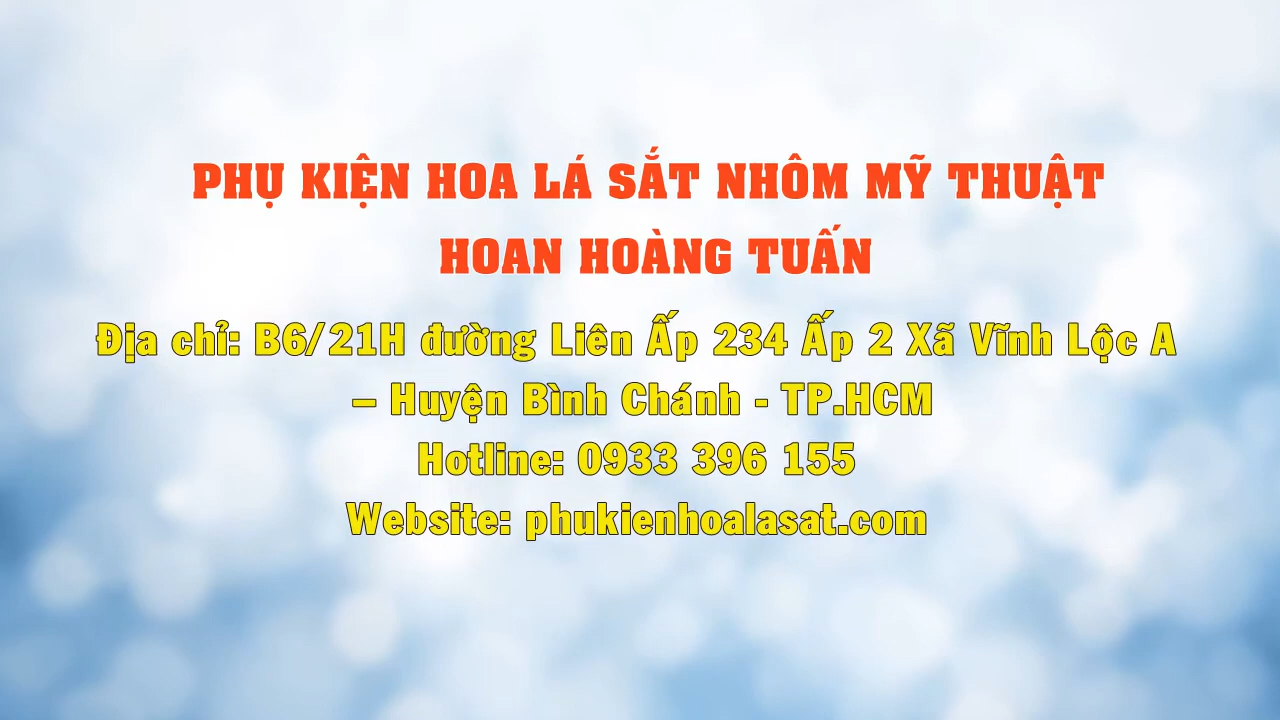 PHỤ KIỆN HOA LÁ SẮT NHÔM MỸ THUẬT
HOAN HOÀNG TUẤN
Địa chỉ: B6/21H đường Liên Ấp 234 Ấp 2 Xã Vĩnh Lộc A
– Huyện Bình Chánh - TP.HCM
Hotline: 0933 396 155
Website: phukienhoalasat.com